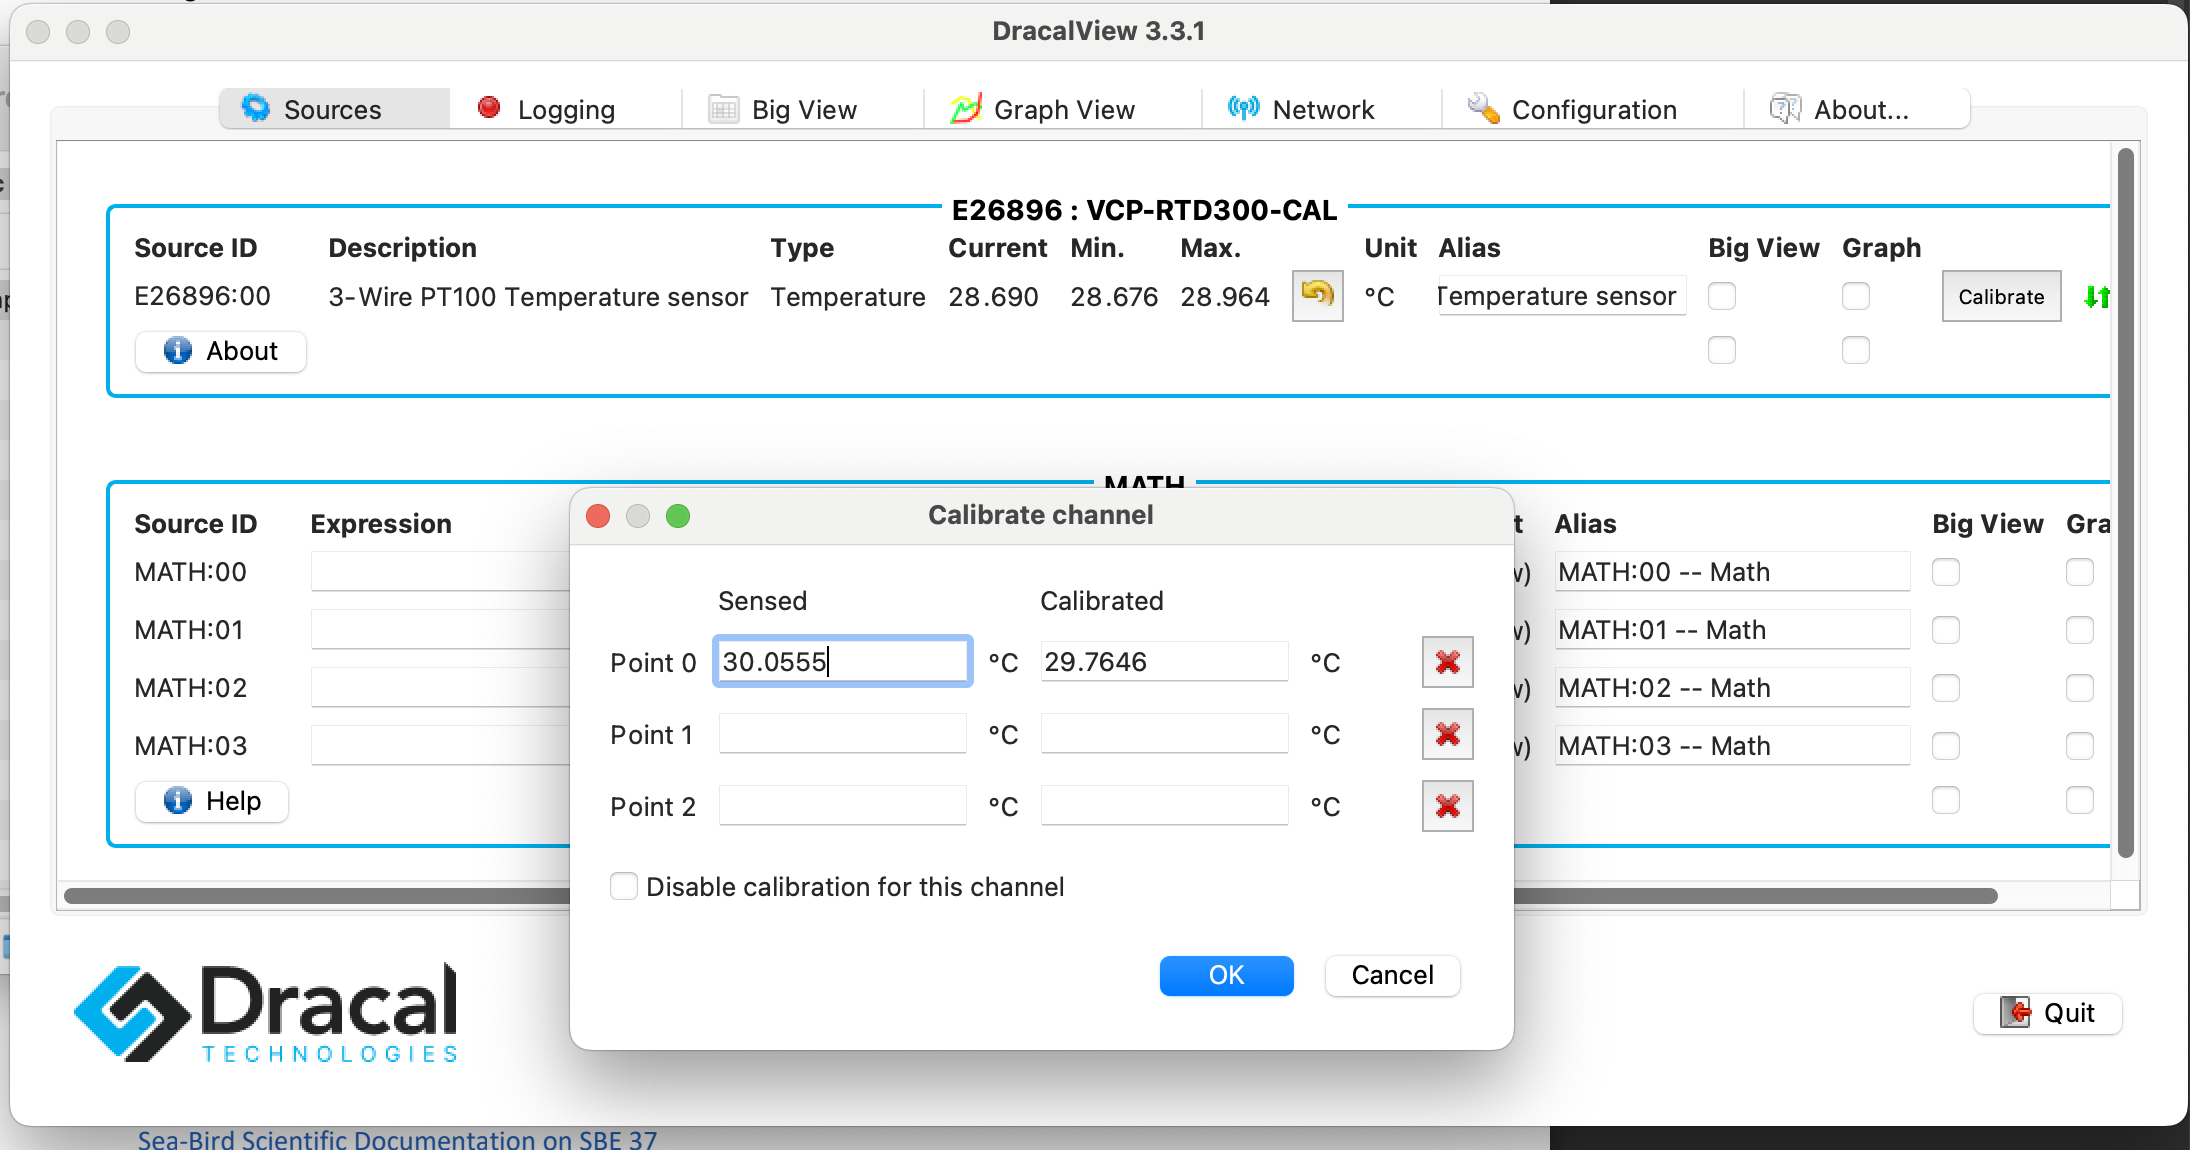 DracalView 3.3.1
Sources Logging Big View Graph View Network Configuration About...
E26896 : VCP-RTD300-CAL
Source ID Description Type Current Min. Max. Unit Alias Big View Graph
E26896:00 3-Wire PT100 Temperature sensor Temperature 28.690 28.676 28.964 °C Temperature sensor Calibrate
About
MATH
Source ID Expression Alias Big View Gra
MATH:00 MATH:00 -- Math
MATH:01 MATH:01 -- Math
MATH:02 MATH:02 -- Math
MATH:03 MATH:03 -- Math
Help
Calibrate channel
Sensed Calibrated
Point 0 30.0555 °C 29.7646 °C
Point 1 °C °C
Point 2 °C °C
Disable calibration for this channel
OK Cancel
Dracal
TECHNOLOGIES
Quit
Sea-Bird Scientific Documentation on SBE 37